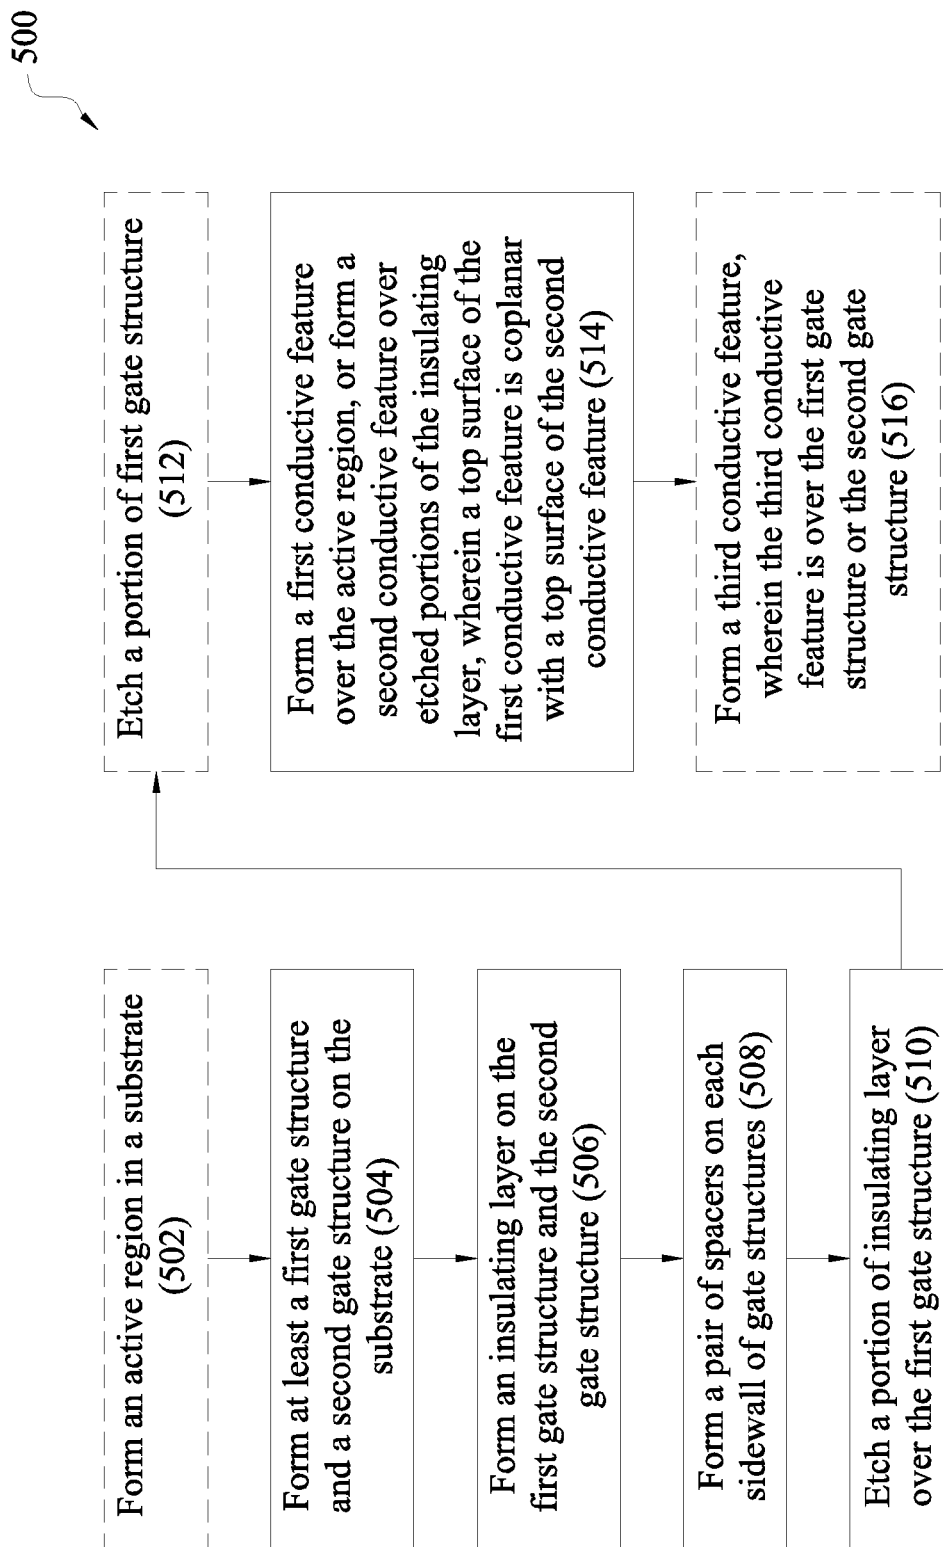 500
Form an active region in a substrate
(502)
Form at least a first gate structure
and a second gate structure on the
substrate (504)
Form an insulating layer on the
first gate structure and the second
gate structure (506)
Form a pair of spacers on each
sidewall of gate structures (508)
Etch a portion of insulating layer
over the first gate structure (510)
Etch a portion of first gate structure
(512)
Form a first conductive feature
over the active region, or form a
second conductive feature over
etched portions of the insulating
layer, wherein a top surface of the
first conductive feature is coplanar
with a top surface of the second
conductive feature (514)
Form a third conductive feature,
wherein the third conductive
feature is over the first gate
structure or the second gate
structure (516)